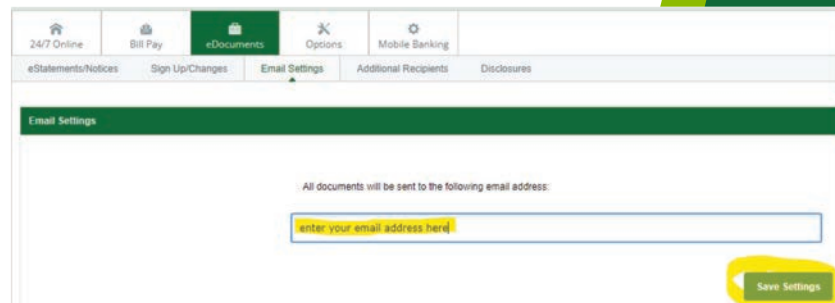 24/7 Online Bill Pay eDocuments Options Mobile Banking
eStatements/Notices Sign Up/Changes Email Settings Additional Recipients Disclosures
Email Settings
All documents will be sent to the following email address:
enter your email address here
Save Settings